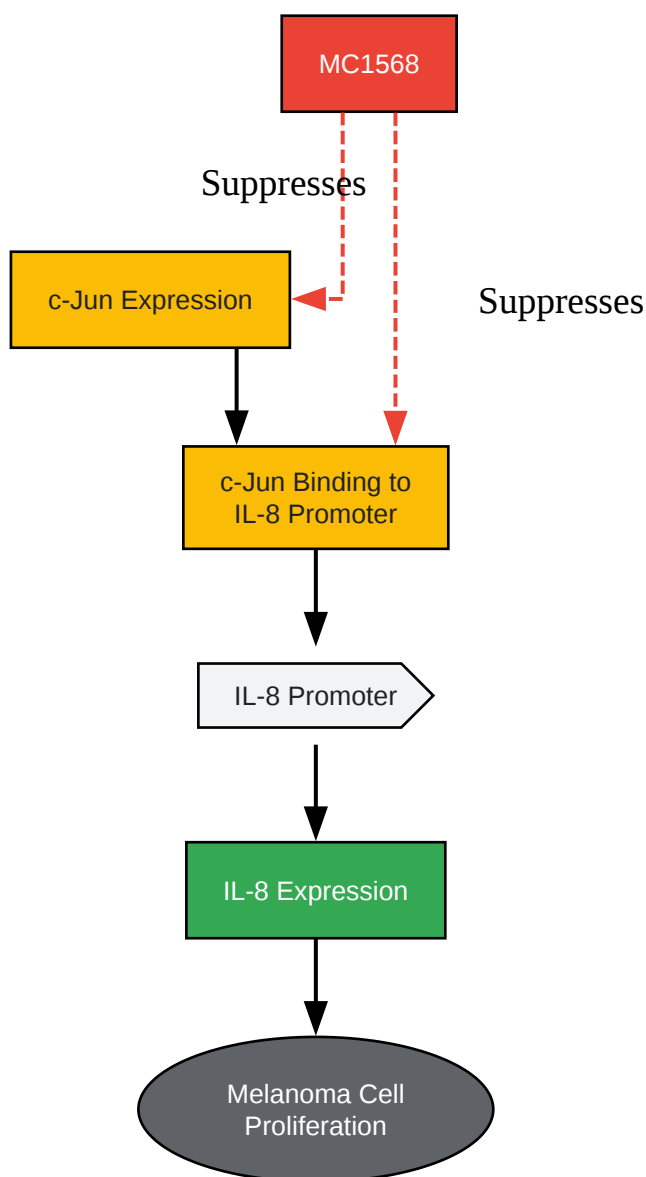 MC1568
Suppresses
c-Jun Expression
Suppresses
c-Jun Binding to
IL-8 Promoter
IL-8 Promoter
IL-8 Expression
Melanoma Cell
Proliferation